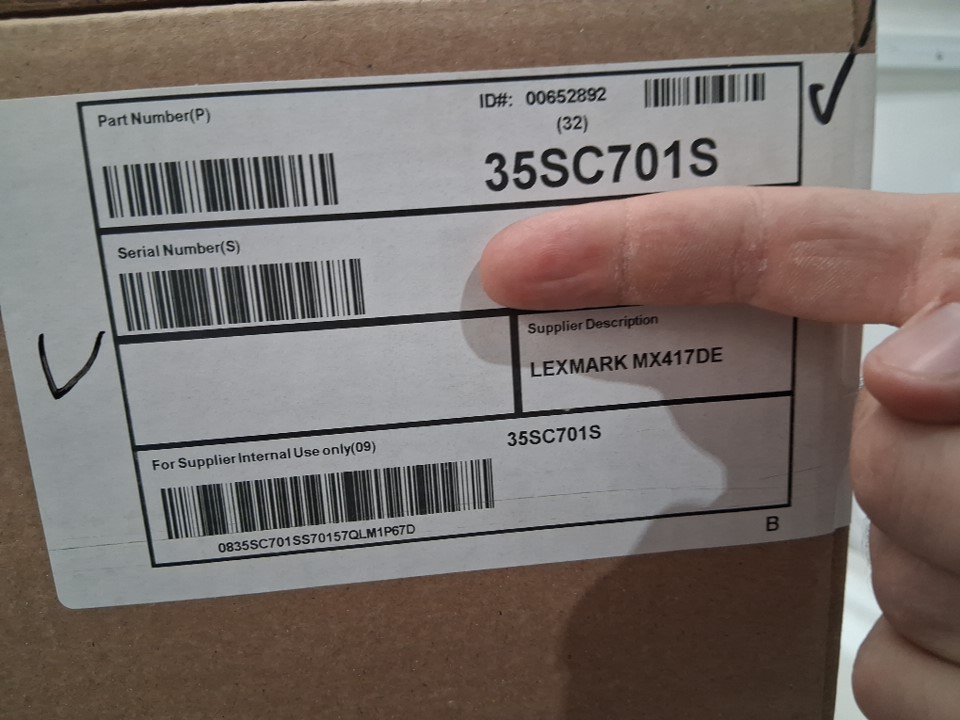 Part Number(P)
ID#: 00652892
(32)
35SC701S
Serial Number(S)
Supplier Description
LEXMARK MX417DE
For Supplier Internal Use only(09)
35SC701S
0835SC701SS70157QLM1P67D
B